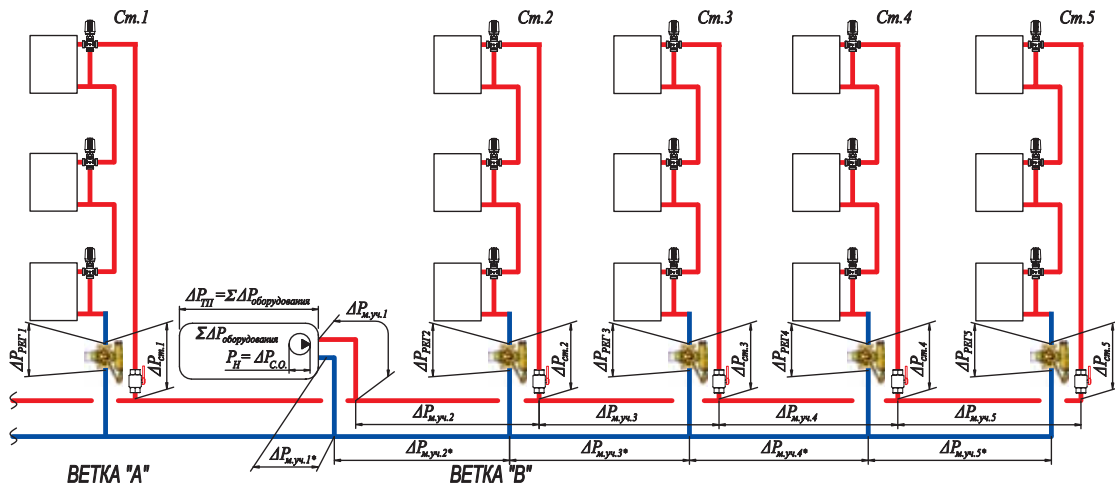 Ст.1
Ст.2
Ст.3
Ст.4
Ст.5
ΔP_ТП=ΣΔP_оборудования
ΣΔP_оборудования
P_Н=ΔP_С.О.
ΔP_м.уч.1
ΔP_РЕГ1
ΔP_ст.1
ΔP_РЕГ2
ΔP_ст.2
ΔP_РЕГ3
ΔP_ст.3
ΔP_РЕГ4
ΔP_ст.4
ΔP_РЕГ5
ΔP_ст.5
ΔP_м.уч.2
ΔP_м.уч.3
ΔP_м.уч.4
ΔP_м.уч.5
ΔP_м.уч.1*
ΔP_м.уч.2*
ΔP_м.уч.3*
ΔP_м.уч.4*
ΔP_м.уч.5*
ВЕТКА "А"
ВЕТКА "В"